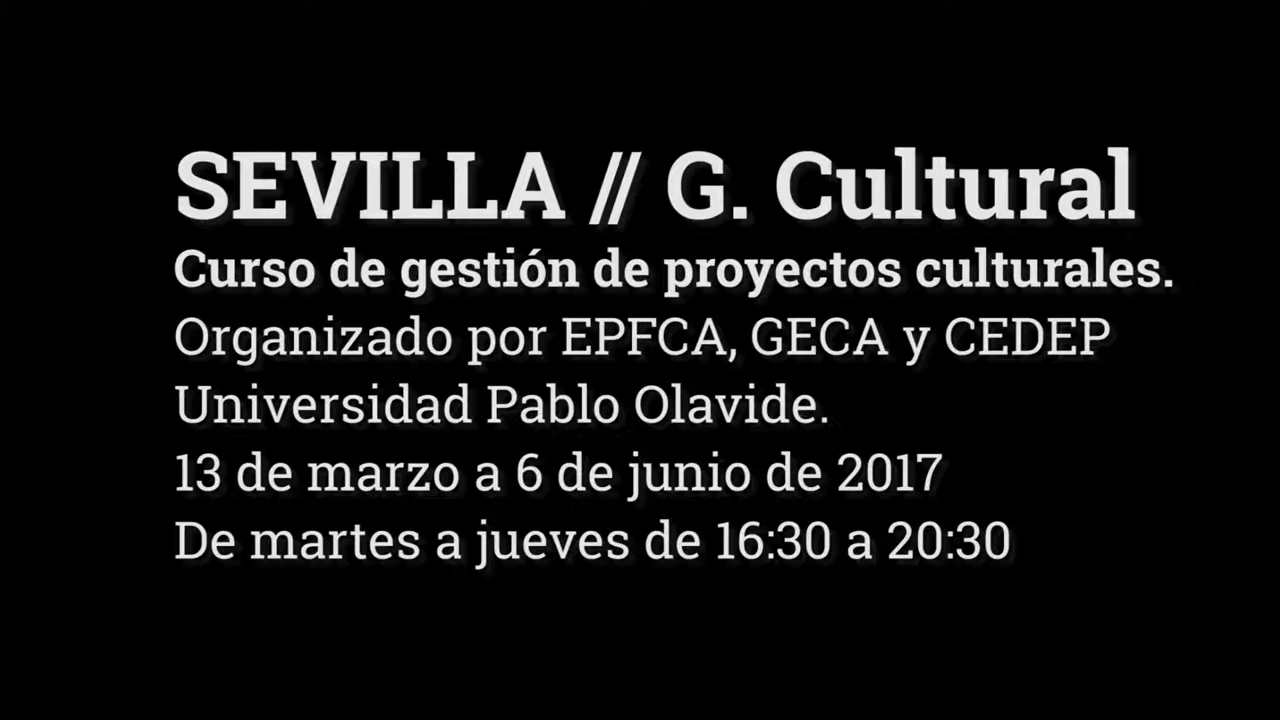 SEVILLA // G. Cultural
Curso de gestión de proyectos culturales.
Organizado por EPFCA, GECA y CEDEP
Universidad Pablo Olavide.
13 de marzo a 6 de junio de 2017
De martes a jueves de 16:30 a 20:30